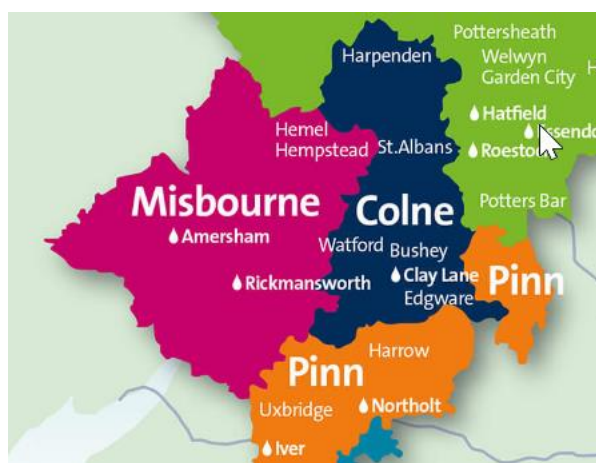 Pottersheath
Harpenden
Welwyn
Garden City
H
Hatfield
Hemel
Hempstead
St.Albans
Misbourne
Colne
Potters Bar
Amersham
Watford
Bushey
Rickmansworth
Clay Lane
Pinn
Edgware
Harrow
Pinn
Uxbridge
Northolt
Iver